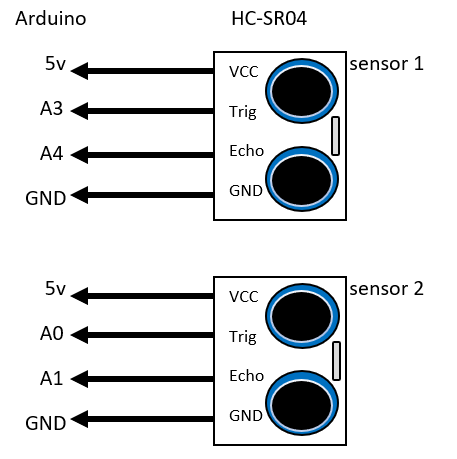 Arduino HC-SR04
5v VCC sensor 1
A3 Trig
A4 Echo
GND GND
5v VCC sensor 2
A0 Trig
A1 Echo
GND GND